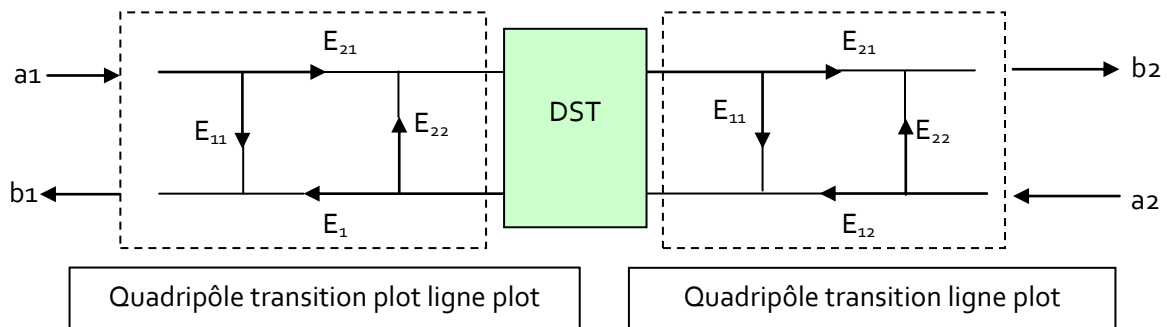 E₂₁ E₂₁
a1 b2
DST
E₁₁ E₂₂ E₁₁ E₂₂
b1 a2
E₁ E₁₂
Quadripôle transition plot ligne plot Quadripôle transition ligne plot